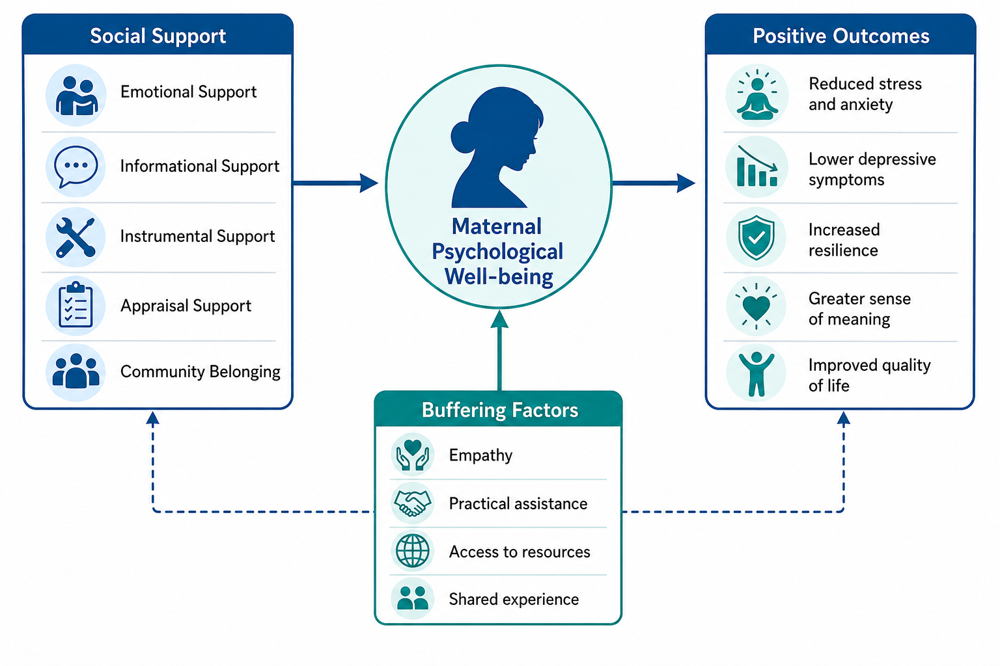 Social Support
Emotional Support
Informational Support
Instrumental Support
Appraisal Support
Community Belonging
Maternal
Psychological
Well-being
Buffering Factors
Empathy
Practical assistance
Access to resources
Shared experience
Positive Outcomes
Reduced stress
and anxiety
Lower depressive
symptoms
Increased
resilience
Greater sense
of meaning
Improved quality
of life